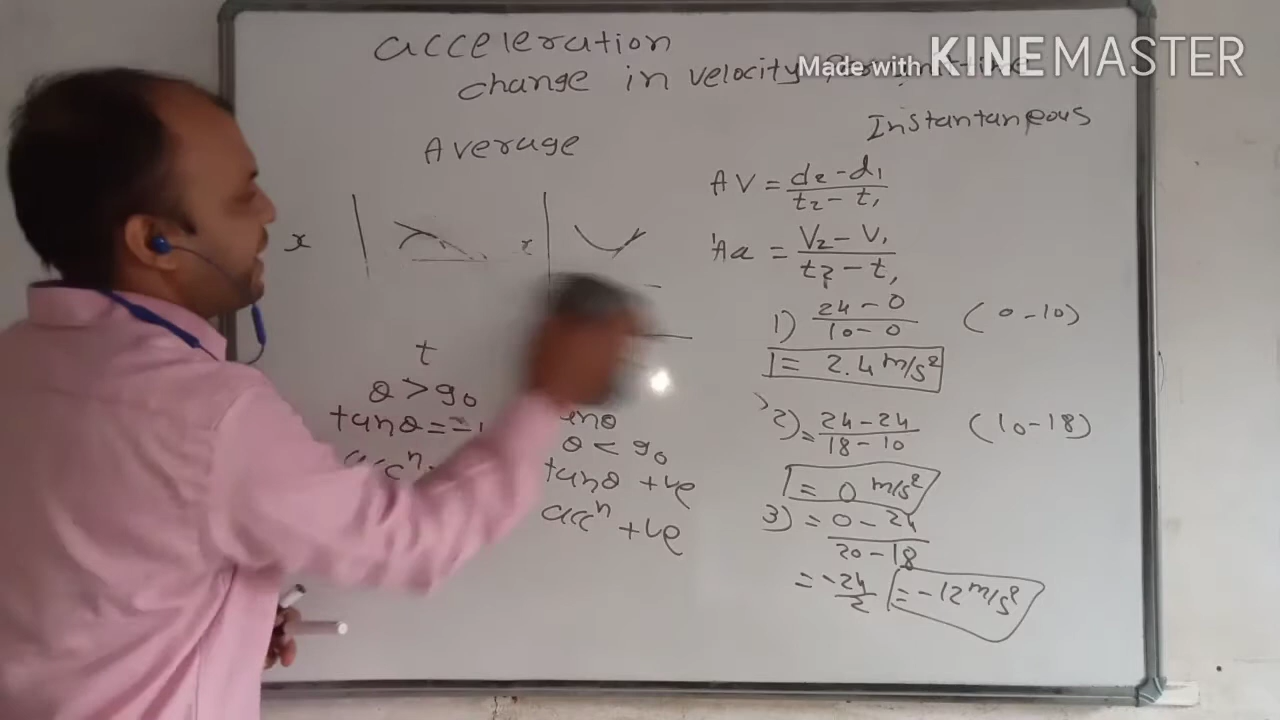 acceleration
change in velocity
Made with KINEMASTER
Instantaneous
Average
AV = d2 - d1 / t2 - t1
Aa = V2 - V1 / t2 - t1
x
x
1) 24 - 0 / 10 - 0 (0 - 10)
= 2.4 m/s²
t
θ > 90
tanθ = -
θ < 90
tanθ +ve
accⁿ +ve
2) = 24 - 24 / 18 - 10 (10 - 18)
= 0 m/s²
3) = 0 - 24 / 20 - 18
= -24 / 2 = -12 m/s²